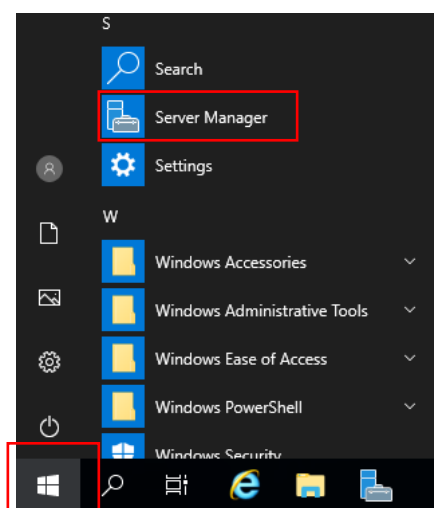 S
Search
Server Manager
Settings
W
Windows Accessories
Windows Administrative Tools
Windows Ease of Access
Windows PowerShell
Windows Security